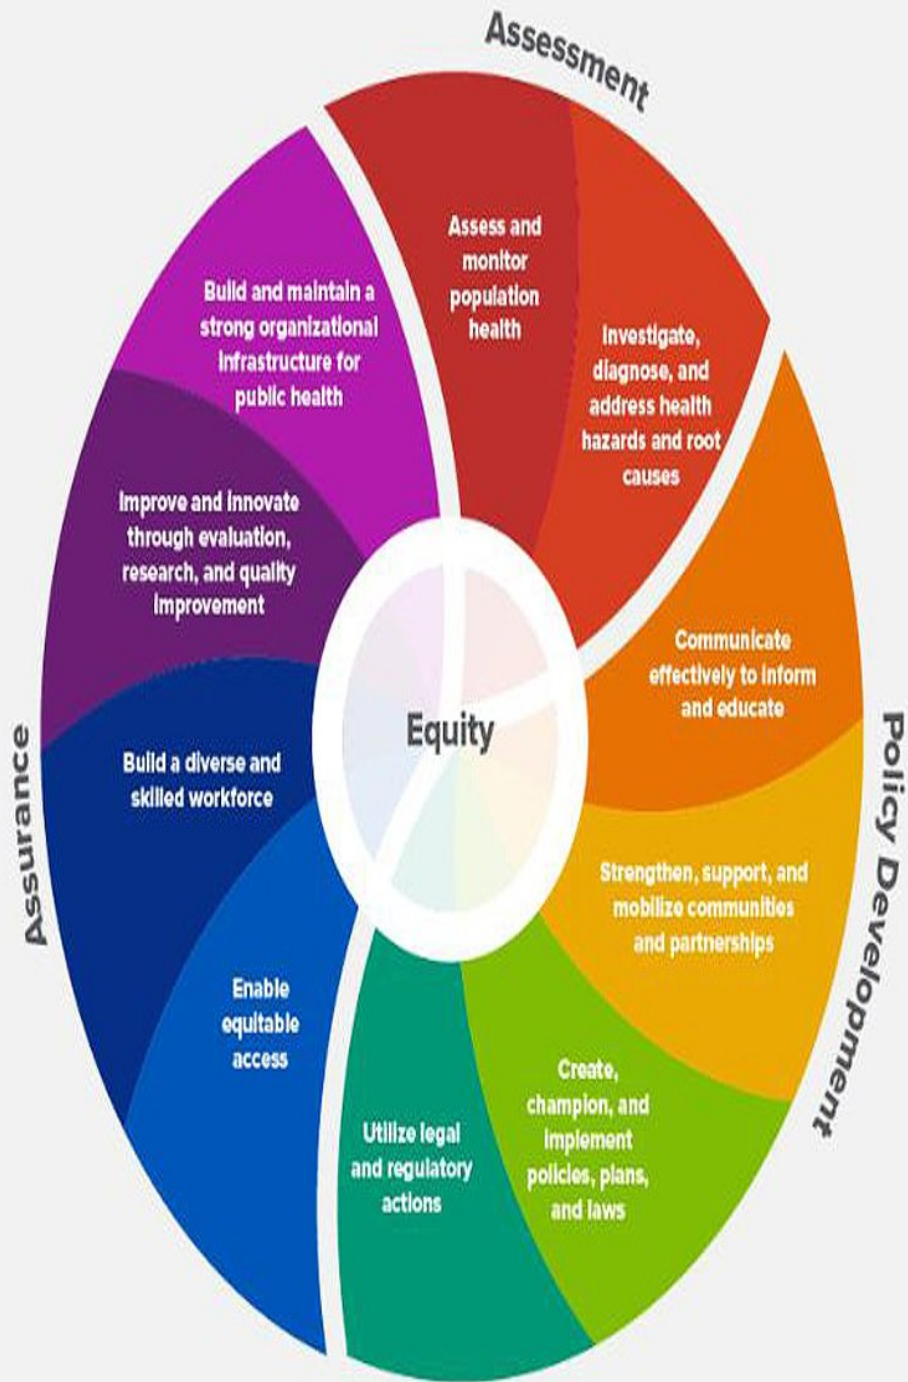 Assessment
Assess and
monitor
population
health
Investigate,
diagnose, and
address health
hazards and root
causes
Communicate
effectively to inform
and educate
Strengthen, support, and
mobilize communities
and partnerships
Policy Development
Create,
champion, and
implement
policies, plans,
and laws
Utilize legal
and regulatory
actions
Enable
equitable
access
Build a diverse and
skilled workforce
Assurance
Improve and innovate
through evaluation,
research, and quality
improvement
Build and maintain a
strong organizational
infrastructure for
public health
Equity